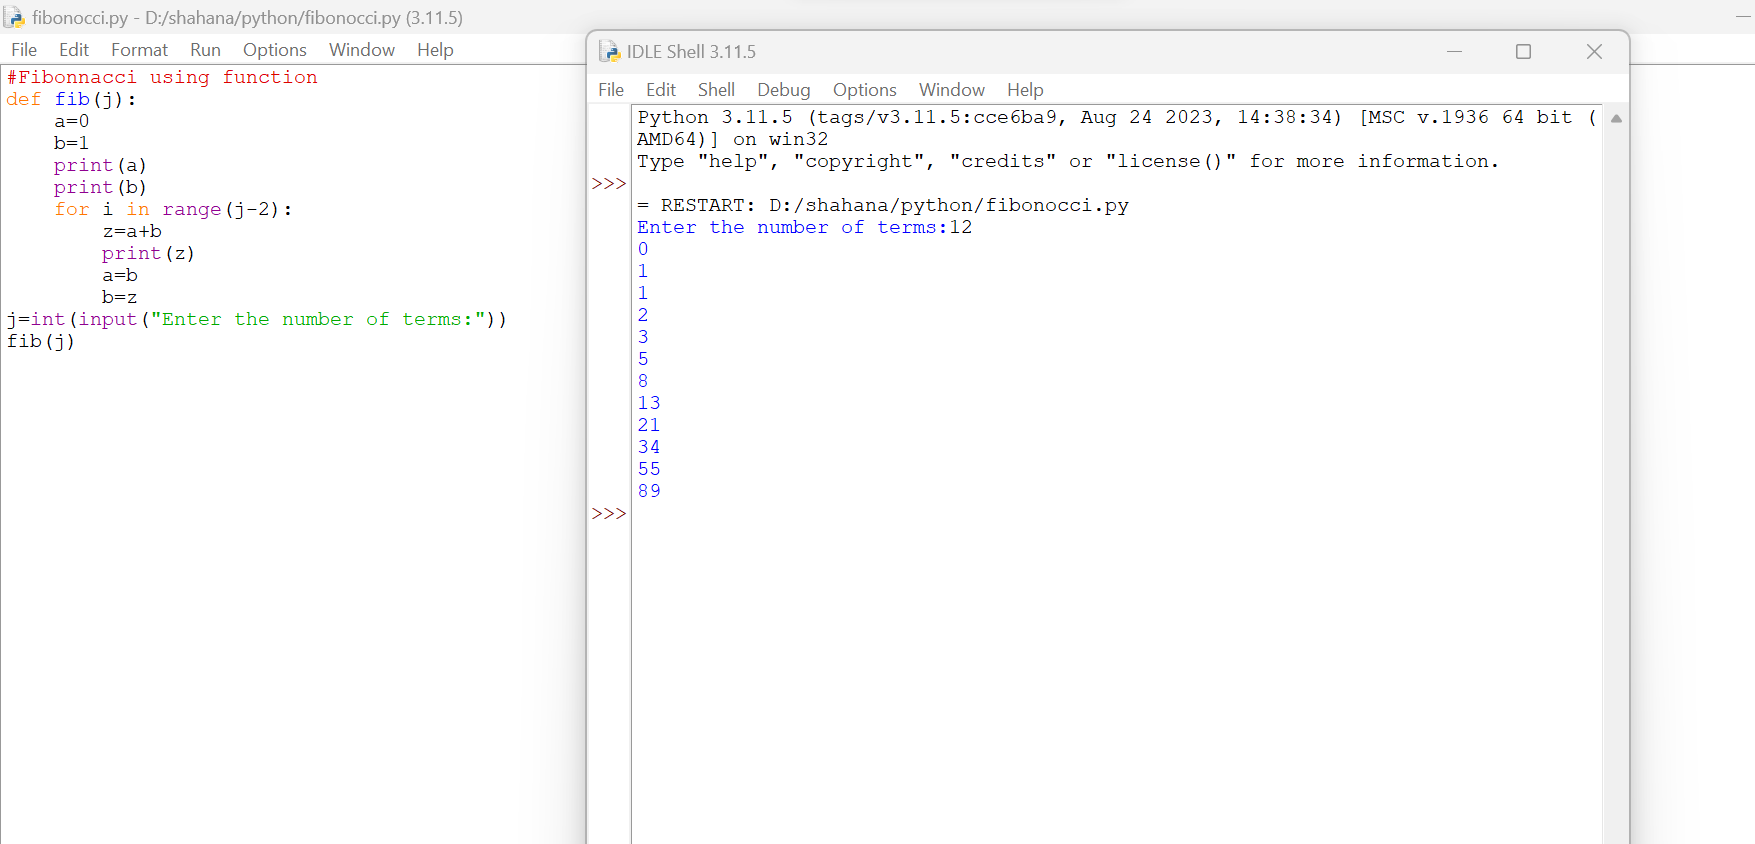 fibonocci.py - D:/shahana/python/fibonocci.py (3.11.5)
File Edit Format Run Options Window Help
#Fibonnacci using function
def fib(j):
    a=0
    b=1
    print(a)
    print(b)
    for i in range(j-2):
        z=a+b
        print(z)
        a=b
        b=z
j=int(input("Enter the number of terms:"))
fib(j)
IDLE Shell 3.11.5
File Edit Shell Debug Options Window Help
Python 3.11.5 (tags/v3.11.5:cce6ba9, Aug 24 2023, 14:38:34) [MSC v.1936 64 bit (
AMD64)] on win32
Type "help", "copyright", "credits" or "license()" for more information.
>>>
= RESTART: D:/shahana/python/fibonocci.py
Enter the number of terms:12
0
1
1
2
3
5
8
13
21
34
55
89
>>>